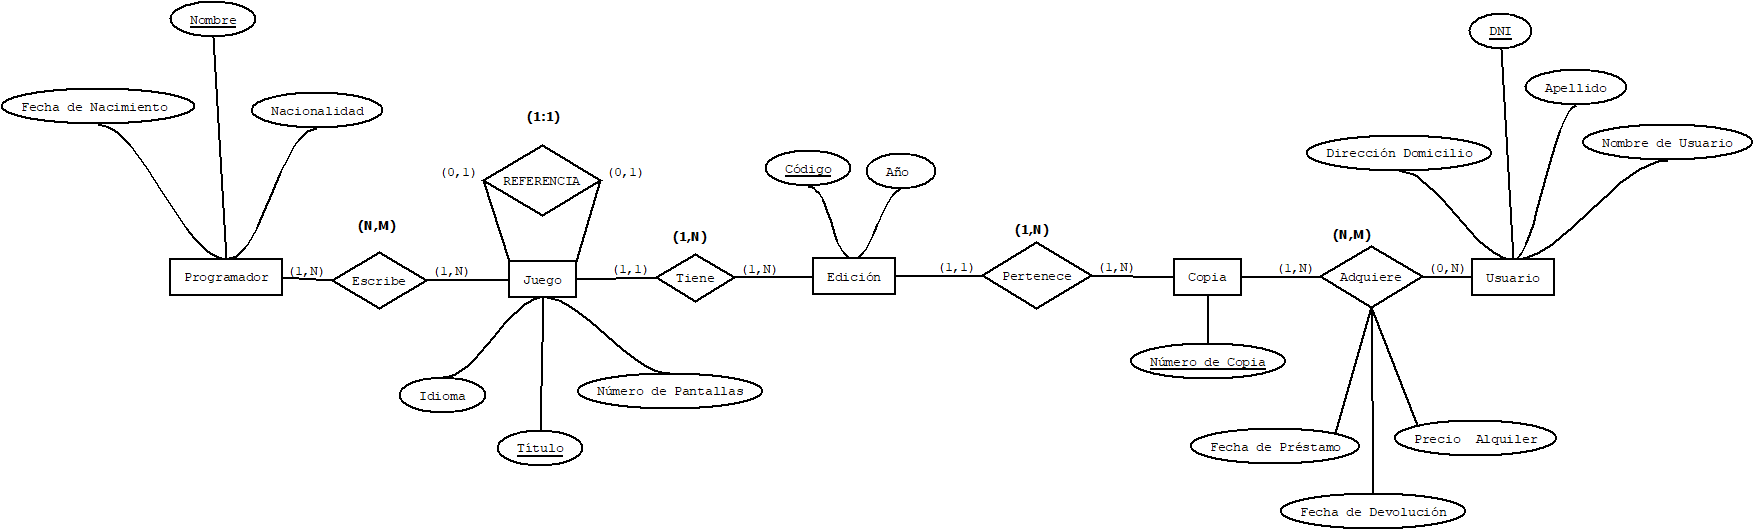 Nombre
DNI
Fecha de Nacimiento
Nacionalidad
Apellido
(1:1)
Dirección Domicilio
Nombre de Usuario
(0,1)
REFERENCIA
(0,1)
Código
Año
(N,M)
(1,N)
(1,N)
(N,M)
Programador
(1,N)
Escribe
(1,N)
Juego
(1,1)
Tiene
(1,N)
Edición
(1,1)
Pertenece
(1,N)
Copia
(1,N)
Adquiere
(0,N)
Usuario
Idioma
Número de Pantallas
Número de Copia
Título
Fecha de Préstamo
Precio  Alquiler
Fecha de Devolución